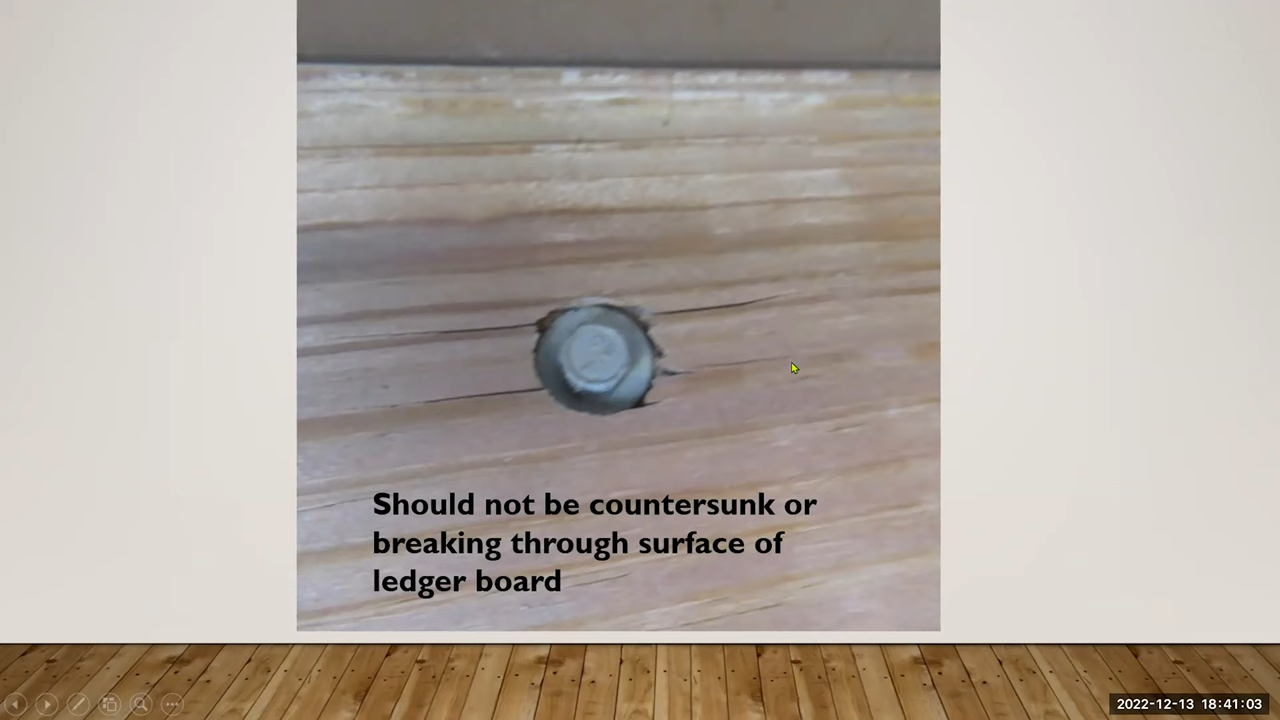 Should not be countersunk or
breaking through surface of
ledger board
2022-12-13 18:41:03